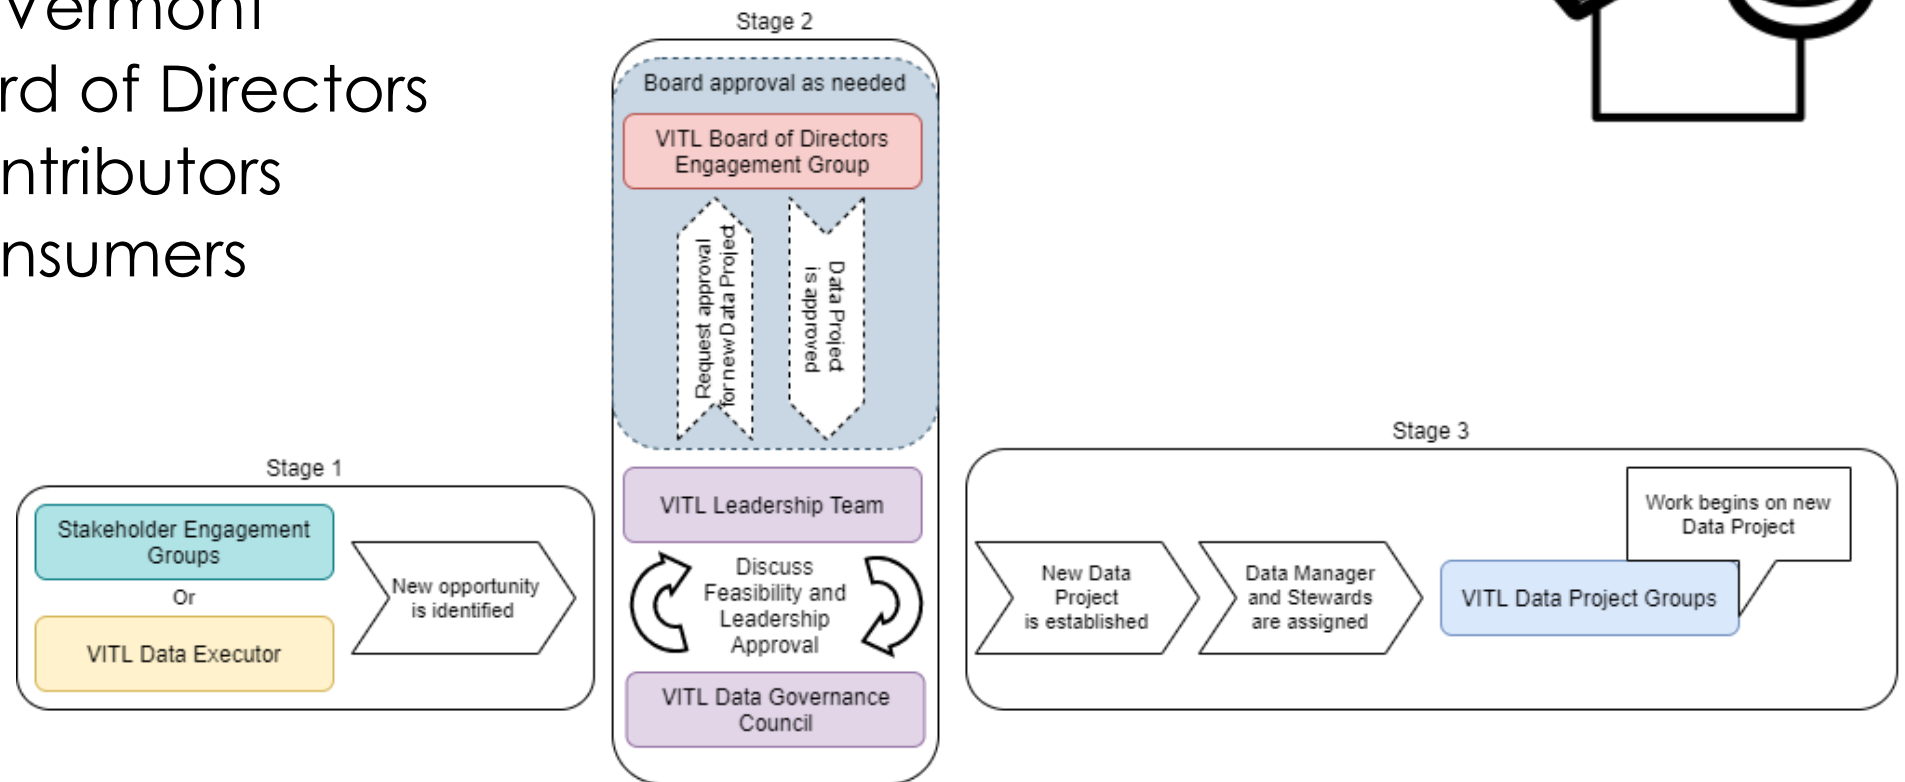 Vermont
rd of Directors
ntributors
nsumers
Stage 1
Stakeholder Engagement
Groups
Or
VITL Data Executor
New opportunity
is identified
Stage 2
Board approval as needed
VITL Board of Directors
Engagement Group
Request approval
for new Data Project
Data Project
is approved
VITL Leadership Team
Discuss
Feasibility and
Leadership
Approval
VITL Data Governance
Council
Stage 3
New Data
Project
is established
Data Manager
and Stewards
are assigned
VITL Data Project Groups
Work begins on new
Data Project